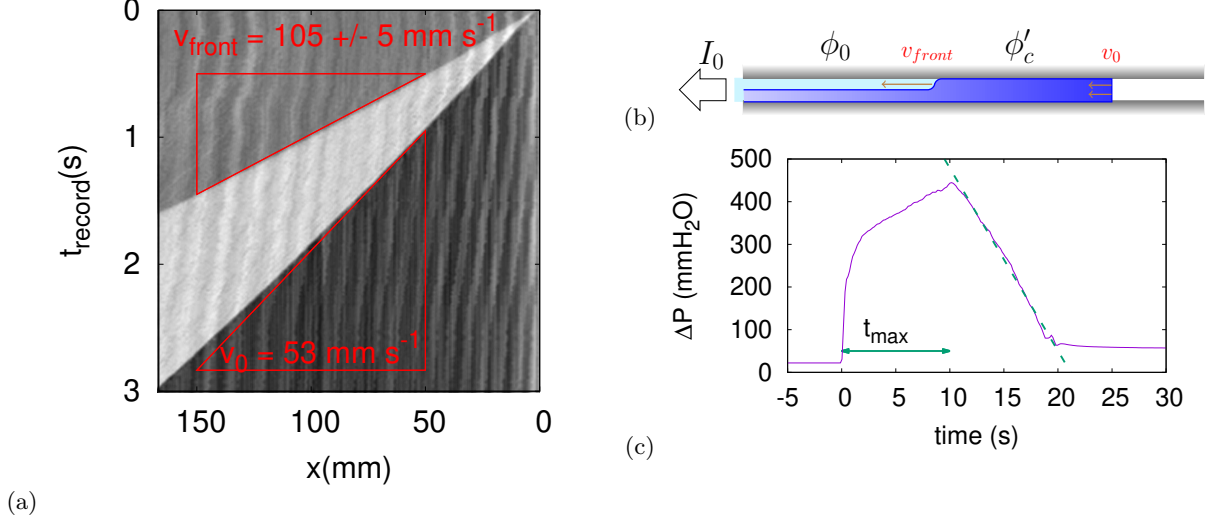 0
1
2
3
t_record(s)
v_front = 105 +/- 5 mm s^-1
v_0 = 53 mm s^-1
150
100
50
0
x(mm)
(a)
I_0
ϕ_0
v_front
ϕ′_c
v_0
(b)
500
400
300
200
100
0
ΔP (mmH_2O)
t_max
-5
0
5
10
15
20
25
30
time (s)
(c)